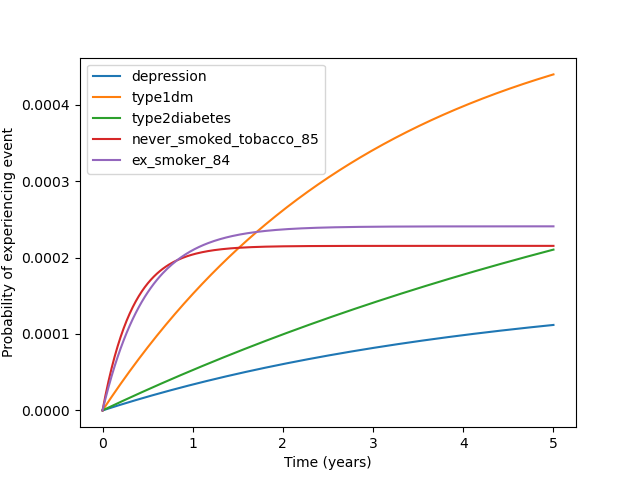 depression
type1dm
type2diabetes
never_smoked_tobacco_85
ex_smoker_84
Probability of experiencing event
0.0004
0.0003
0.0002
0.0001
0.0000
0 1 2 3 4 5
Time (years)